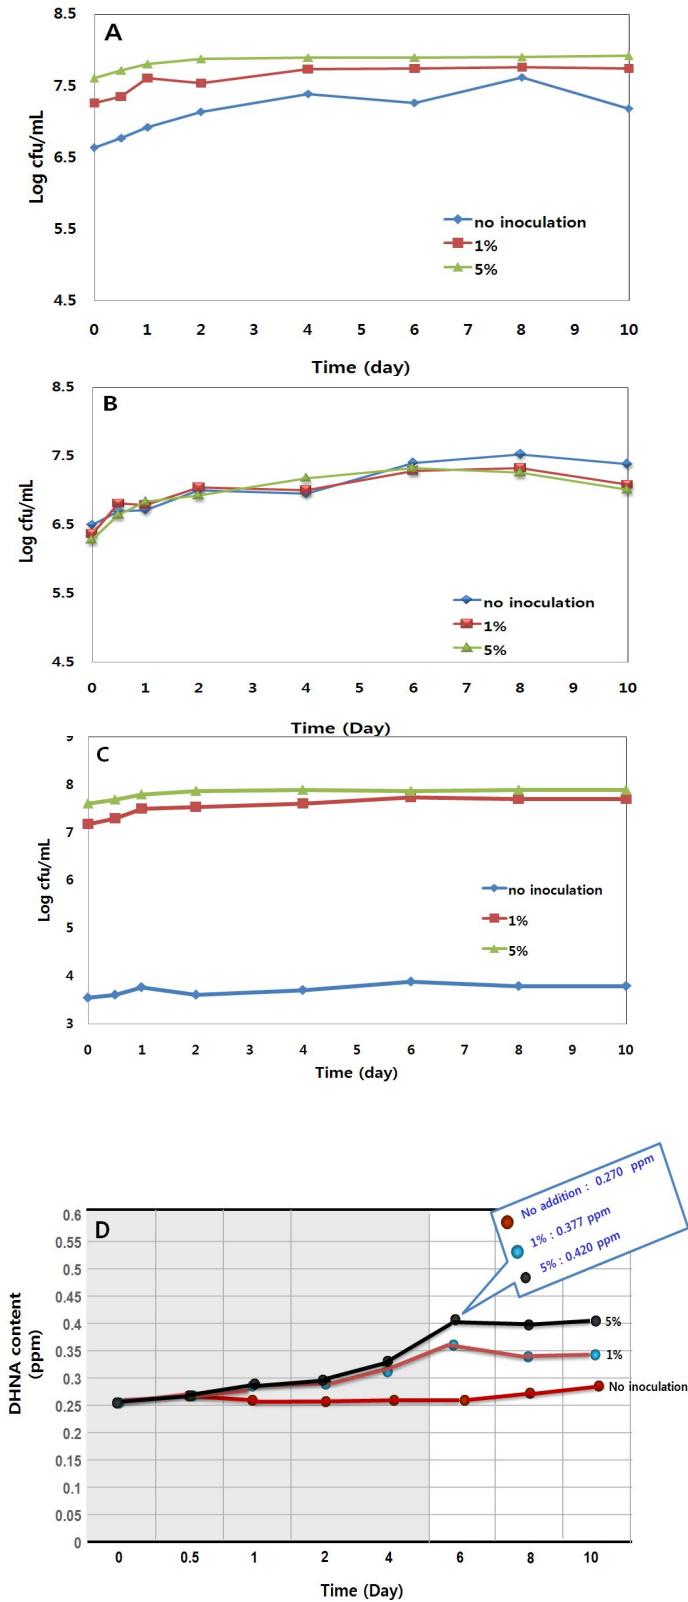 A
8.5
7.5
6.5
5.5
4.5
Log cfu/mL
no inoculation
1%
5%
0 1 2 3 4 5 6 7 8 9 10
Time (day)
B
8.5
7.5
6.5
5.5
4.5
Log cfu/mL
no inoculation
1%
5%
0 1 2 3 4 5 6 7 8 9 10
Time (Day)
C
9
8
7
6
5
4
3
Log cfu/mL
no inoculation
1%
5%
0 1 2 3 4 5 6 7 8 9 10
Time (day)
D
No addition : 0.270 ppm
1% : 0.377 ppm
5% : 0.420 ppm
0.6
0.55
0.5
0.45
0.4
0.35
0.3
0.25
0.2
0.15
0.1
0.05
0
DHNA content
(ppm)
5%
1%
No inoculation
0 0.5 1 2 4 6 8 10
Time (Day)